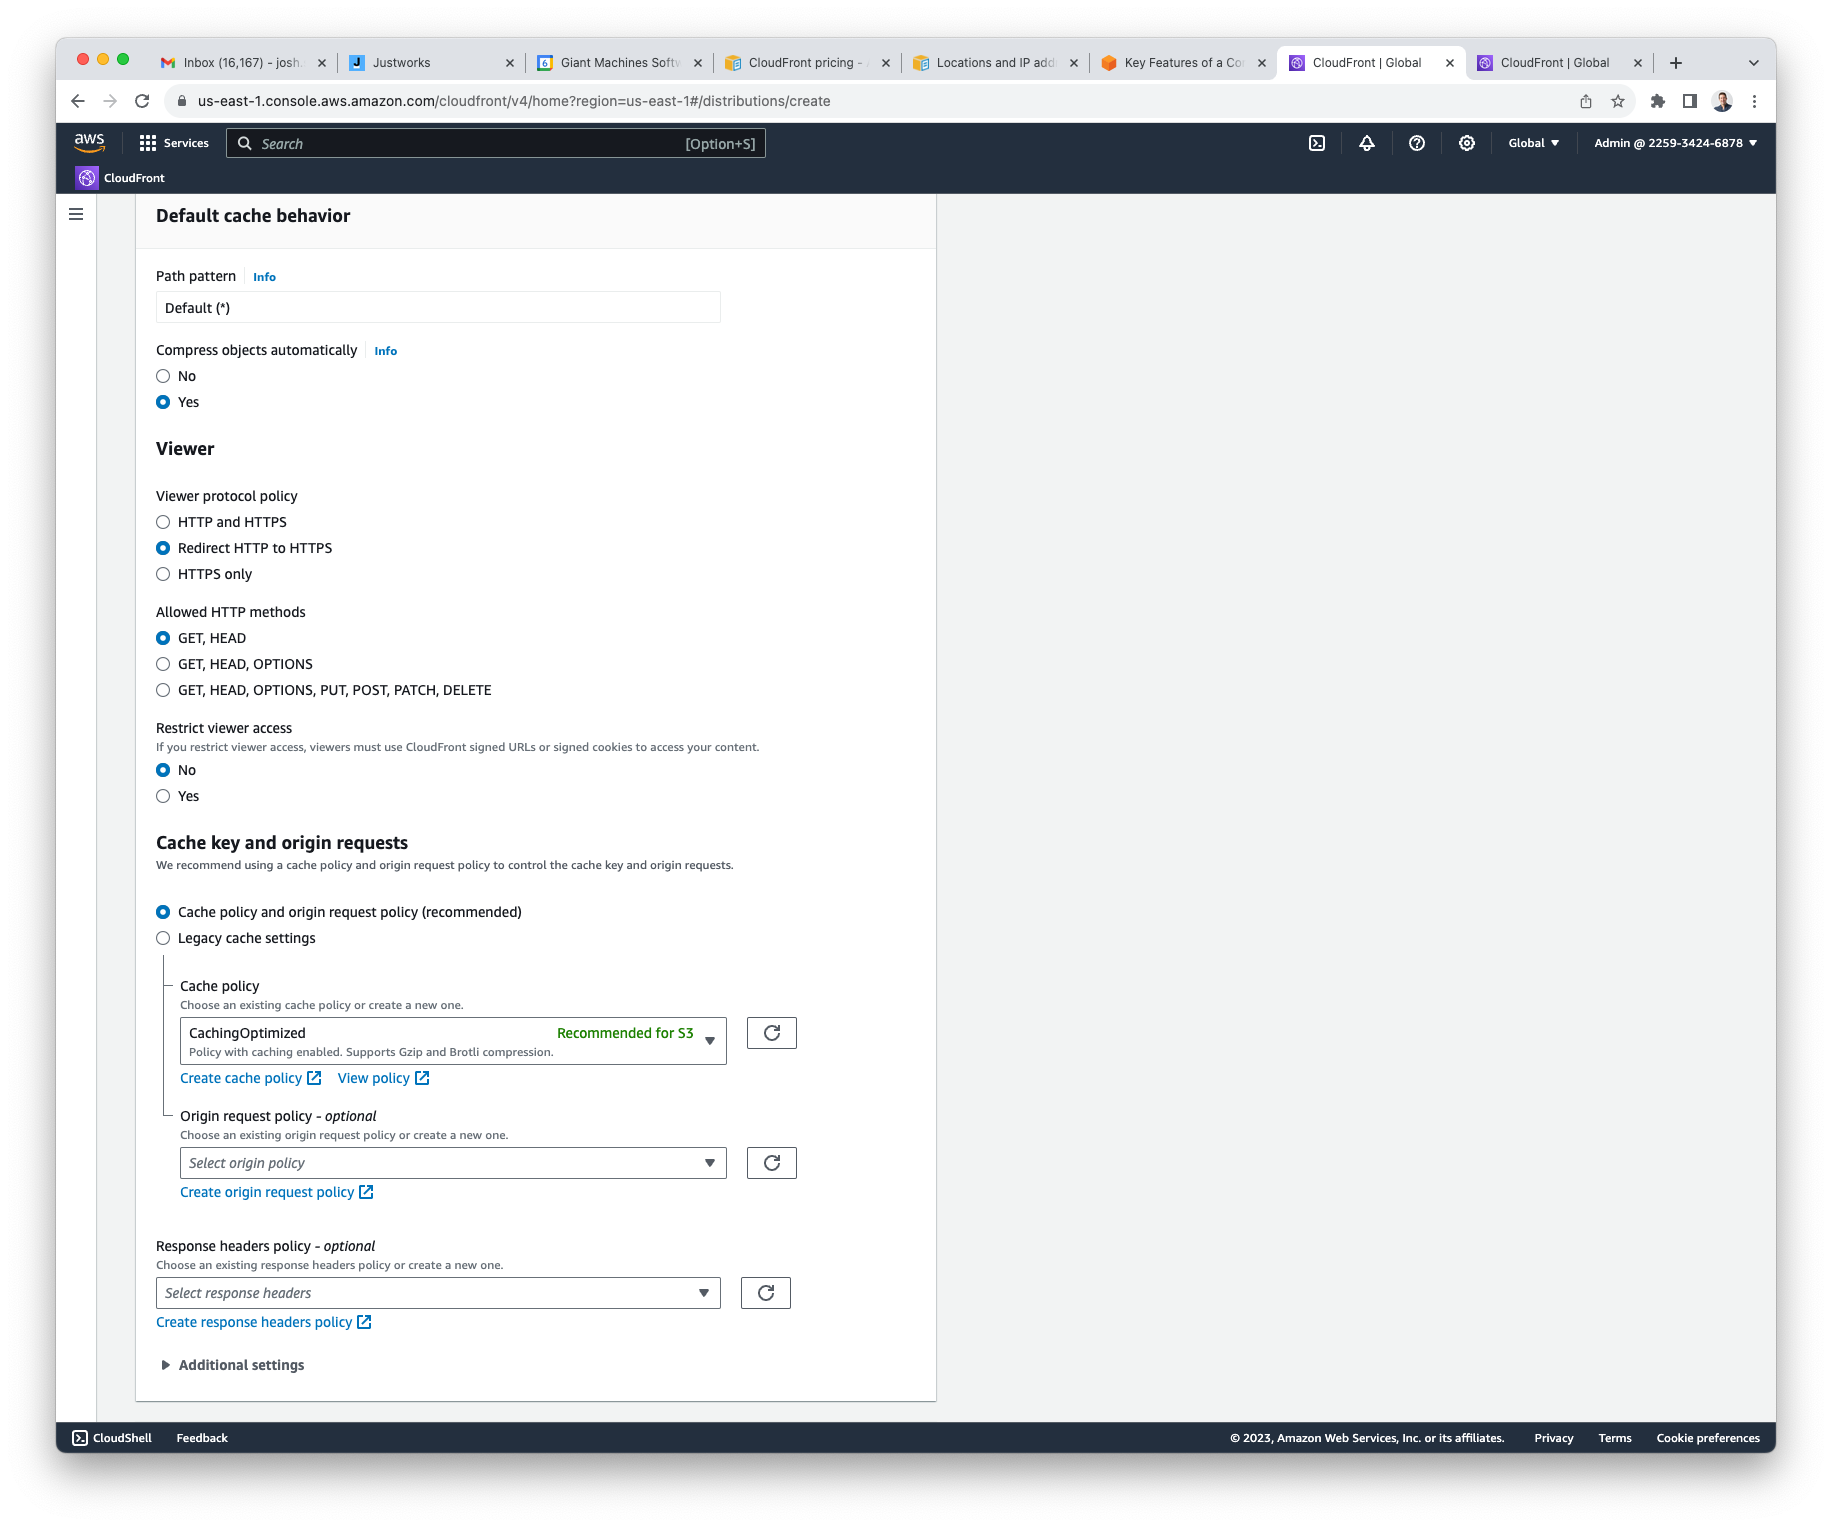 Inbox (16,167) - josh.
Justworks
Giant Machines Softw
CloudFront pricing -
Locations and IP add
Key Features of a Co
CloudFront | Global
CloudFront | Global
us-east-1.console.aws.amazon.com/cloudfront/v4/home?region=us-east-1#/distributions/create
aws
Services
Search
[Option+S]
Global
Admin @ 2259-3424-6878
CloudFront
Default cache behavior
Path pattern
Info
Default (*)
Compress objects automatically
Info
No
Yes
Viewer
Viewer protocol policy
HTTP and HTTPS
Redirect HTTP to HTTPS
HTTPS only
Allowed HTTP methods
GET, HEAD
GET, HEAD, OPTIONS
GET, HEAD, OPTIONS, PUT, POST, PATCH, DELETE
Restrict viewer access
If you restrict viewer access, viewers must use CloudFront signed URLs or signed cookies to access your content.
No
Yes
Cache key and origin requests
We recommend using a cache policy and origin request policy to control the cache key and origin requests.
Cache policy and origin request policy (recommended)
Legacy cache settings
Cache policy
Choose an existing cache policy or create a new one.
CachingOptimized
Recommended for S3
Policy with caching enabled. Supports Gzip and Brotli compression.
Create cache policy
View policy
Origin request policy - optional
Choose an existing origin request policy or create a new one.
Select origin policy
Create origin request policy
Response headers policy - optional
Choose an existing response headers policy or create a new one.
Select response headers
Create response headers policy
Additional settings
CloudShell
Feedback
© 2023, Amazon Web Services, Inc. or its affiliates.
Privacy
Terms
Cookie preferences